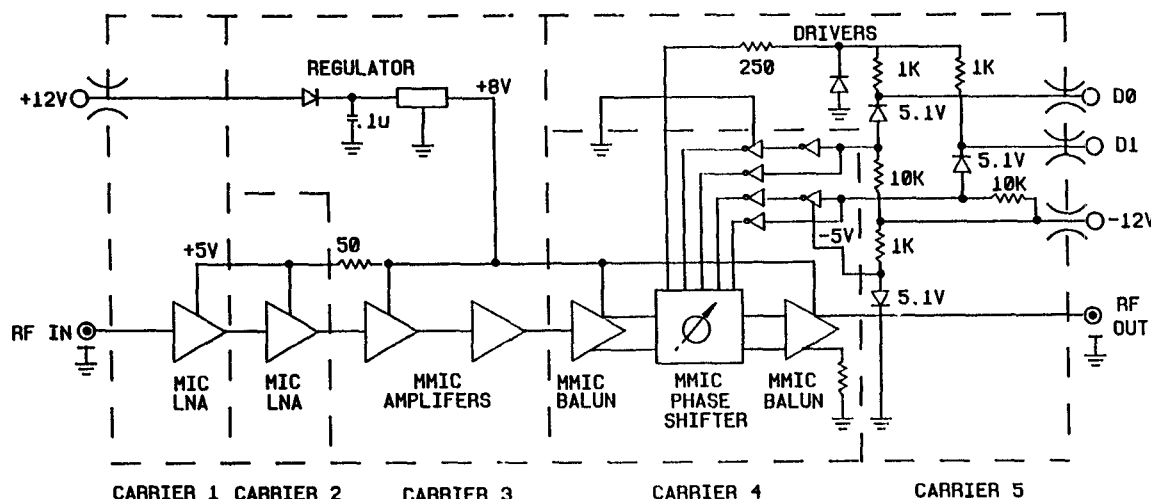 DRIVERS
REGULATOR
250
1K
1K
+8V
+12V
D0
.1u
5.1V
D1
5.1V
10K
10K
-12V
-5V
+5V
50
1K
5.1V
RF IN
RF
OUT
MIC
LNA
MIC
LNA
MMIC
AMPLIFERS
MMIC
BALUN
MMIC
PHASE
SHIFTER
MMIC
BALUN
CARRIER 1
CARRIER 2
CARRIER 3
CARRIER 4
CARRIER 5